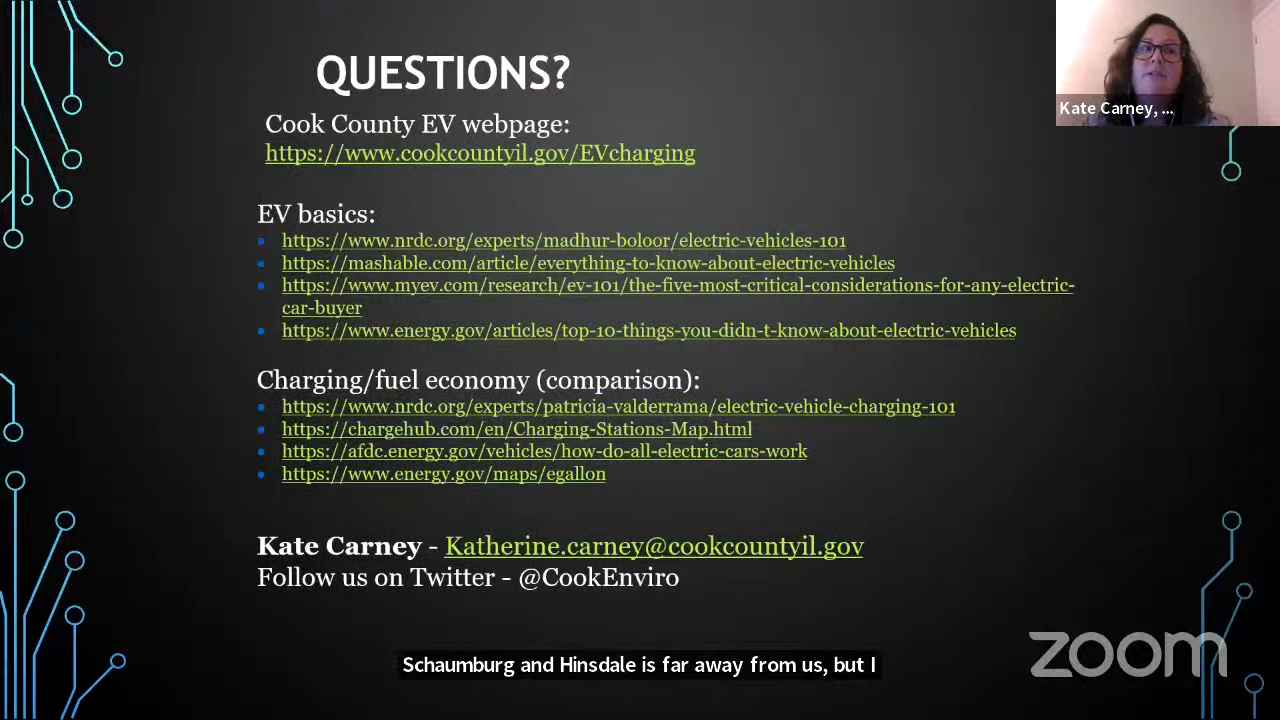 QUESTIONS?
Kate Carney, ...
Cook County EV webpage:
https://www.cookcountyil.gov/EVcharging
EV basics:
https://www.nrdc.org/experts/madhur-boloor/electric-vehicles-101
https://mashable.com/article/everything-to-know-about-electric-vehicles
https://www.myev.com/research/ev-101/the-five-most-critical-considerations-for-any-electric-
car-buyer
https://www.energy.gov/articles/top-10-things-you-didn-t-know-about-electric-vehicles
Charging/fuel economy (comparison):
https://www.nrdc.org/experts/patricia-valderrama/electric-vehicle-charging-101
https://chargehub.com/en/Charging-Stations-Map.html
https://afdc.energy.gov/vehicles/how-do-all-electric-cars-work
https://www.energy.gov/maps/egallon
Kate Carney - Katherine.carney@cookcountyil.gov
Follow us on Twitter - @CookEnviro
Schaumburg and Hinsdale is far away from us, but I
zoom